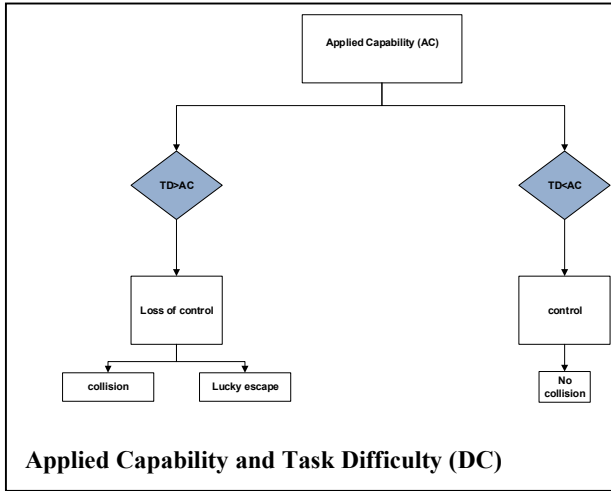 Applied Capability (AC)
TD>AC
TD<AC
Loss of control
control
collision
Lucky escape
No
collision
Applied Capability and Task Difficulty (DC)